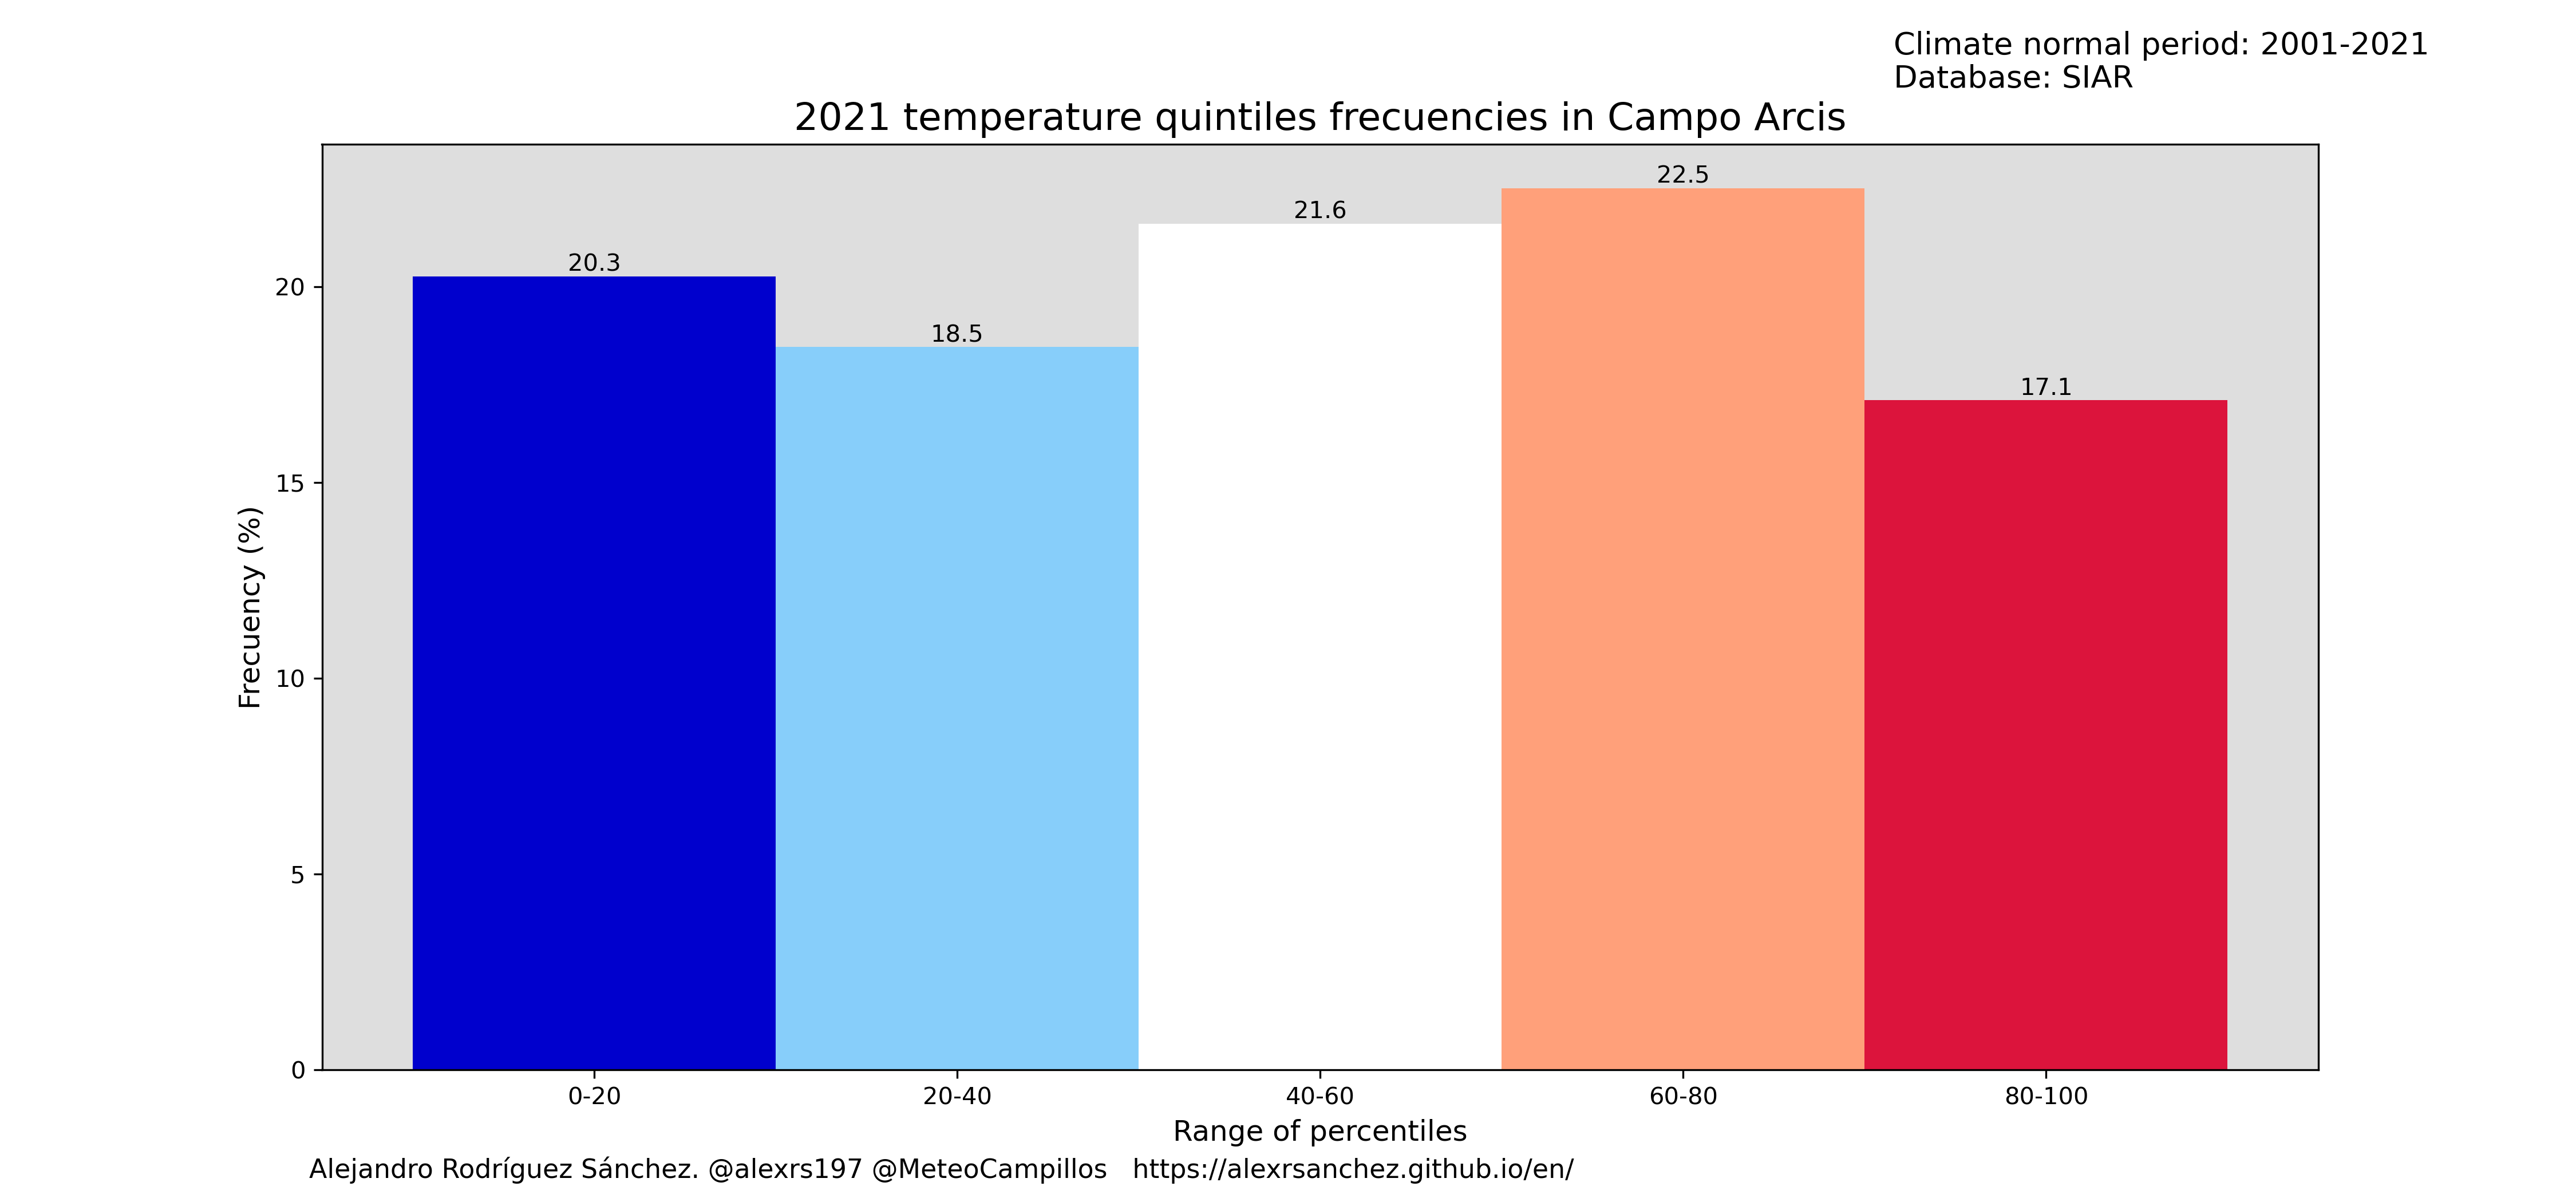 Climate normal period: 2001-2021
Database: SIAR
2021 temperature quintiles frecuencies in Campo Arcis
22.5
21.6
20.3
20
18.5
17.1
15
Frecuency (%)
10
5
0
0-20 20-40 40-60 60-80 80-100
Range of percentiles
Alejandro Rodríguez Sánchez. @alexrs197 @MeteoCampillos https://alexrsanchez.github.io/en/